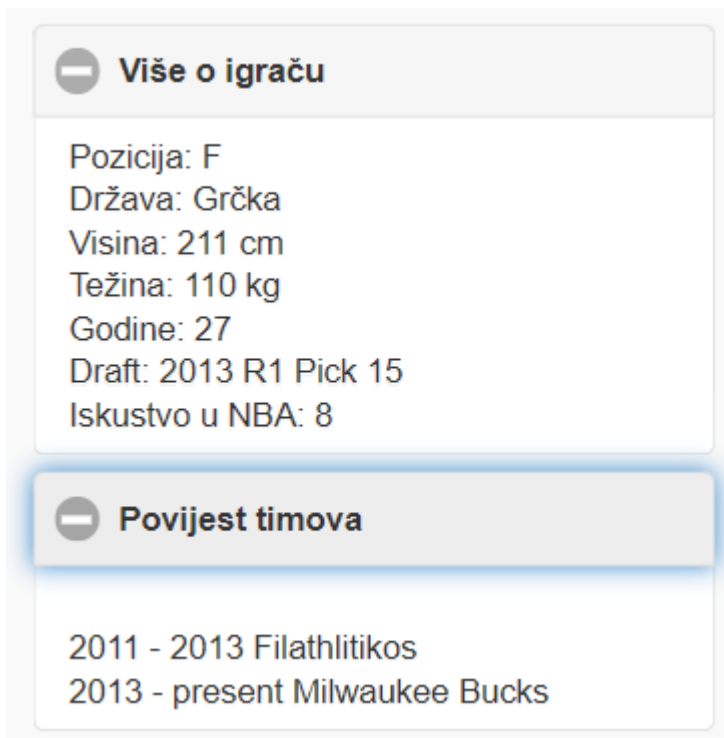 Više o igraču
Pozicija: F
Država: Grčka
Visina: 211 cm
Težina: 110 kg
Godine: 27
Draft: 2013 R1 Pick 15
Iskustvo u NBA: 8
Povijest timova
2011 - 2013 Filathlitikos
2013 - present Milwaukee Bucks